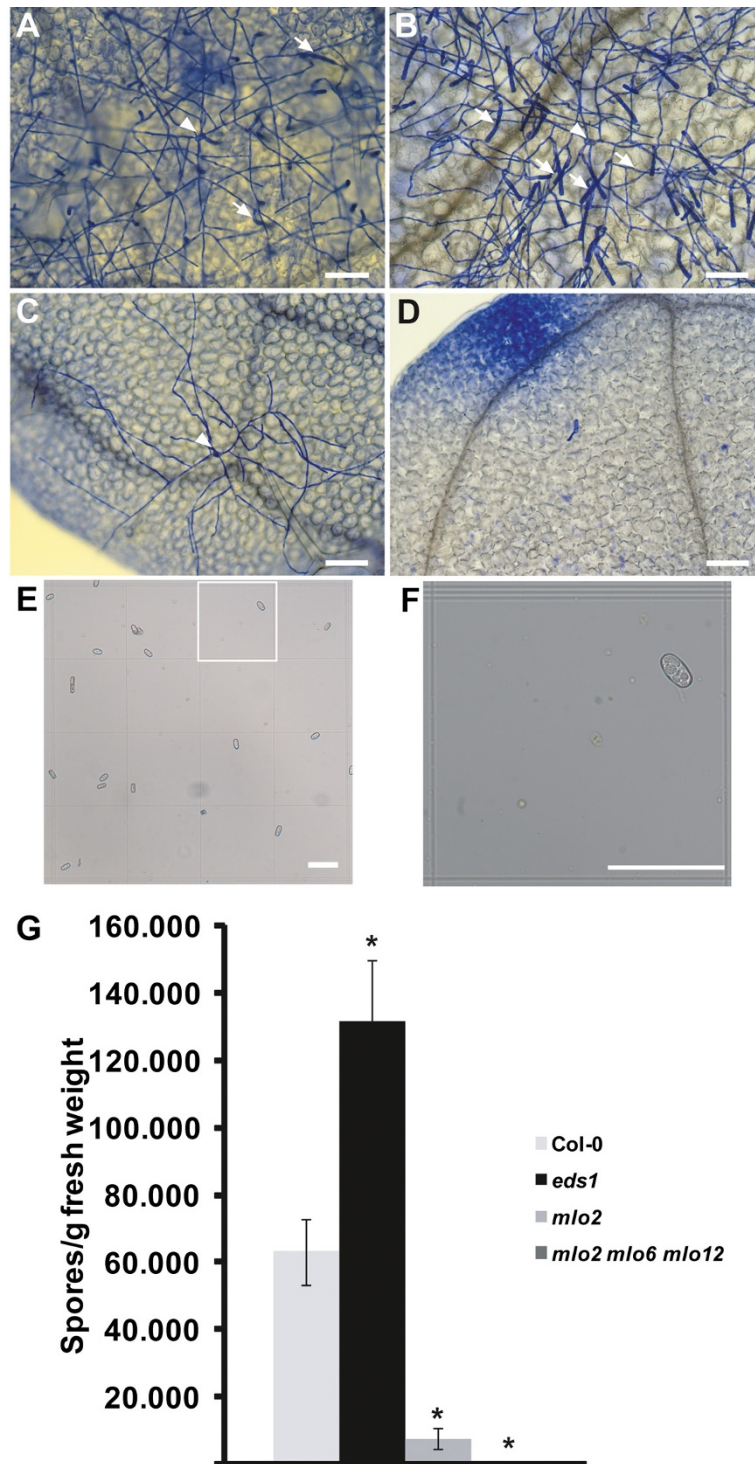 A
B
C
D
E
F
G
160.000
140.000
120.000
100.000
80.000
60.000
40.000
20.000
Spores/g fresh weight
*
*
*
Col-0
eds1
mlo2
mlo2 mlo6 mlo12